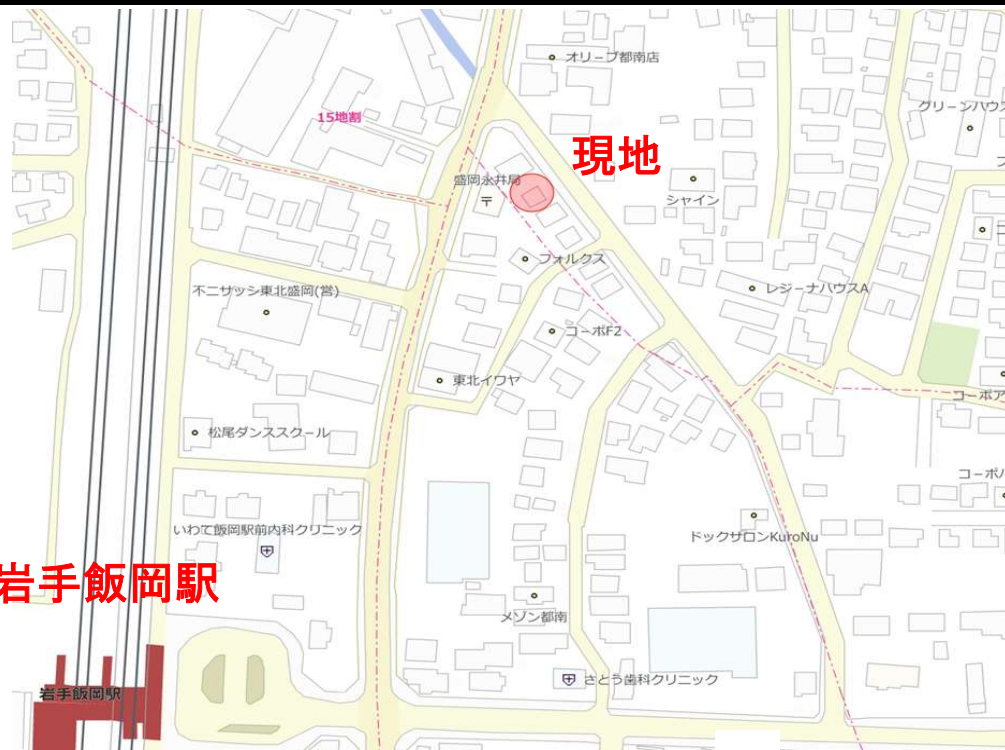 オリーブ都南店
グリーンハウス
15地割
現地
盛岡永井局
シャイン
フォルクス
不二サッシ東北盛岡(営)
レジーナハウスA
コーポF2
東北イワヤ
コーポア
松尾ダンススクール
コーポハ
いわて飯岡駅前内科クリニック
ドックサロンKuroNu
岩手飯岡駅
メゾン都南
さとう歯科クリニック
岩手飯岡駅